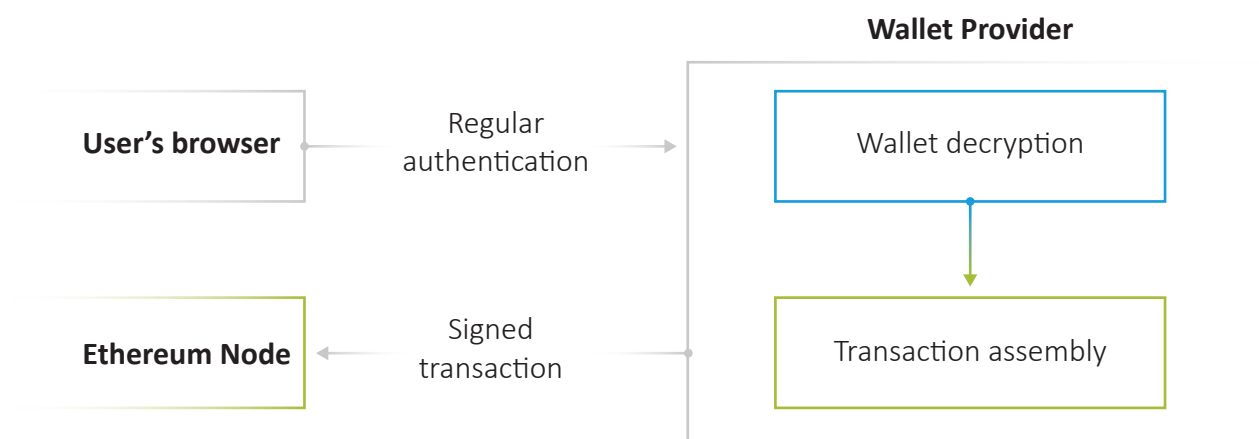 Wallet Provider
User’s browser
Regular
authentication
Wallet decryption
Ethereum Node
Signed
transaction
Transaction assembly